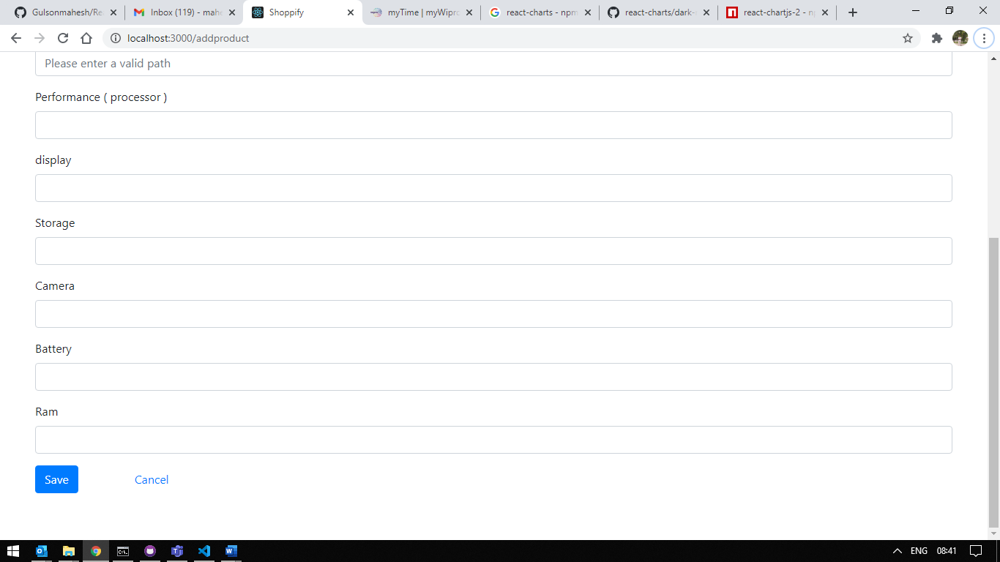 Gulsonmahesh/Re
Inbox (119) - mahe
Shoppify
myTime | myWipro
react-charts - npm
react-charts/dark-
react-chartjs-2 - np
localhost:3000/addproduct
Please enter a valid path
Performance ( processor )
display
Storage
Camera
Battery
Ram
Save
Cancel
ENG
08:41